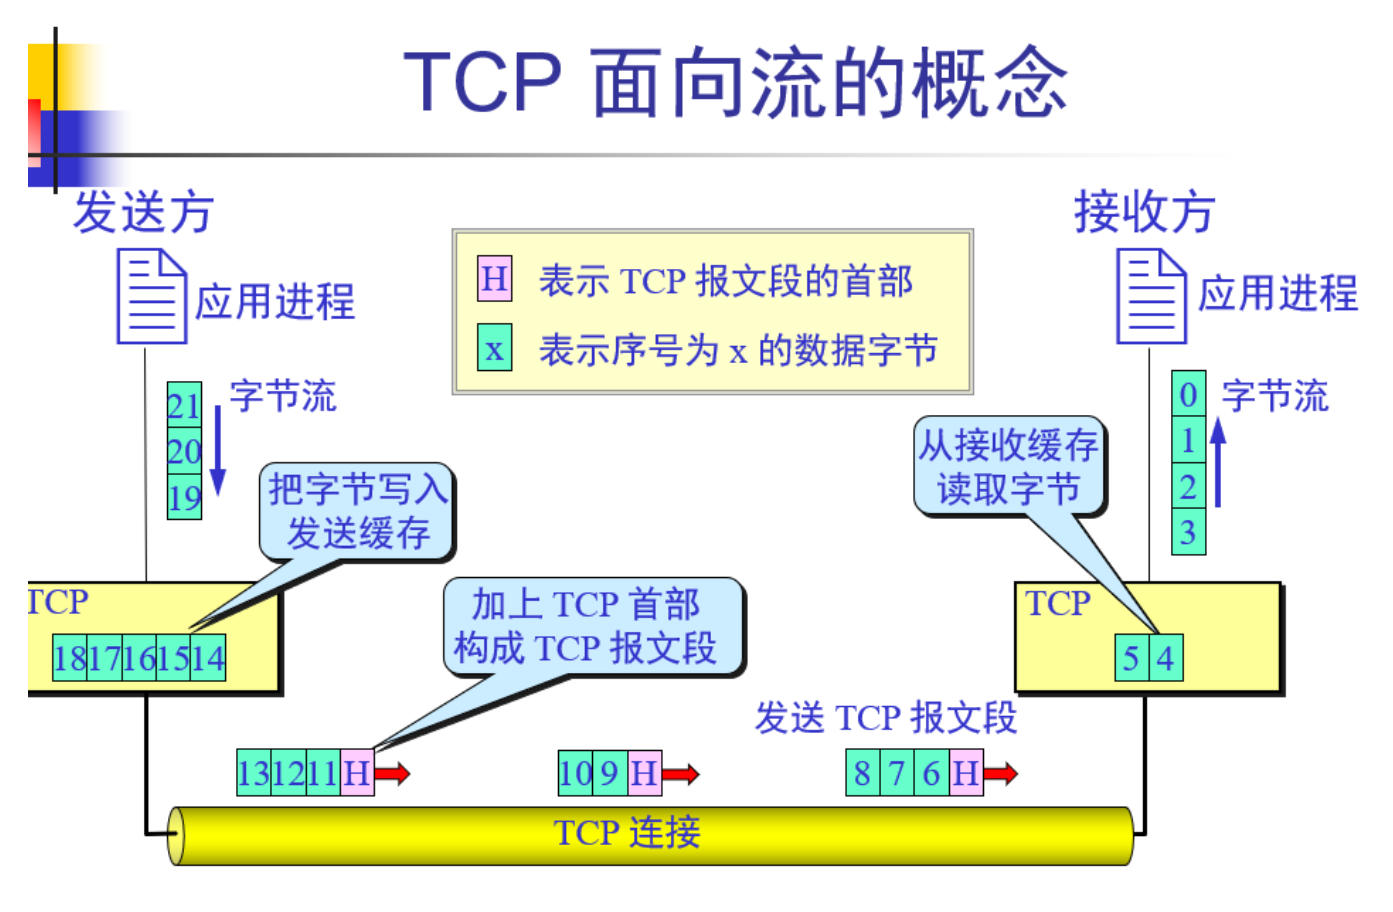 TCP 面向流的概念
发送方
接收方
应用进程
H 表示 TCP 报文段的首部
x 表示序号为 x 的数据字节
应用进程
21
20
19
字节流
0
1
2
3
字节流
把字节写入
发送缓存
从接收缓存
读取字节
TCP
18 17 16 15 14
加上 TCP 首部
构成 TCP 报文段
TCP
5 4
发送 TCP 报文段
13 12 11 H
10 9 H
8 7 6 H
TCP 连接